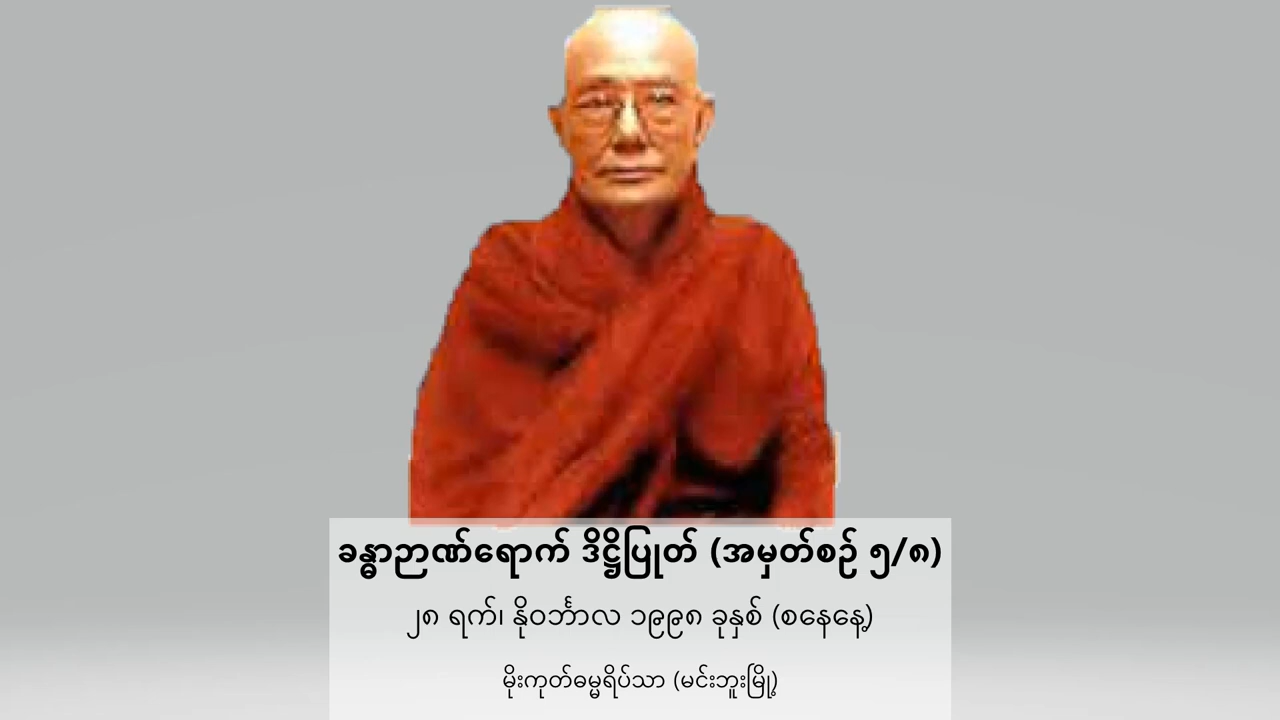 ခန္ဓာဉာဏ်ရောက် ဒိဋ္ဌိပြုတ် (အမှတ်စဉ် ၅/၈)
၂၈ ရက်၊ နိုဝင်္ဘာလ ၁၉၉၈ ခုနှစ် (စနေနေ့)
မိုးကုတ်ဓမ္မရိပ်သာ (မင်းဘူးမြို့)